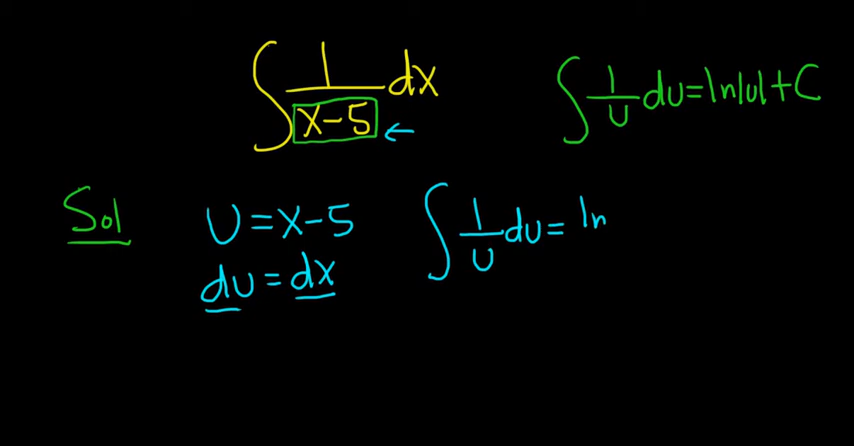 ∫ 1/(x-5) dx
∫ 1/u du = ln|u| + C
Sol
u = x-5
du = dx
∫ 1/u du = ln